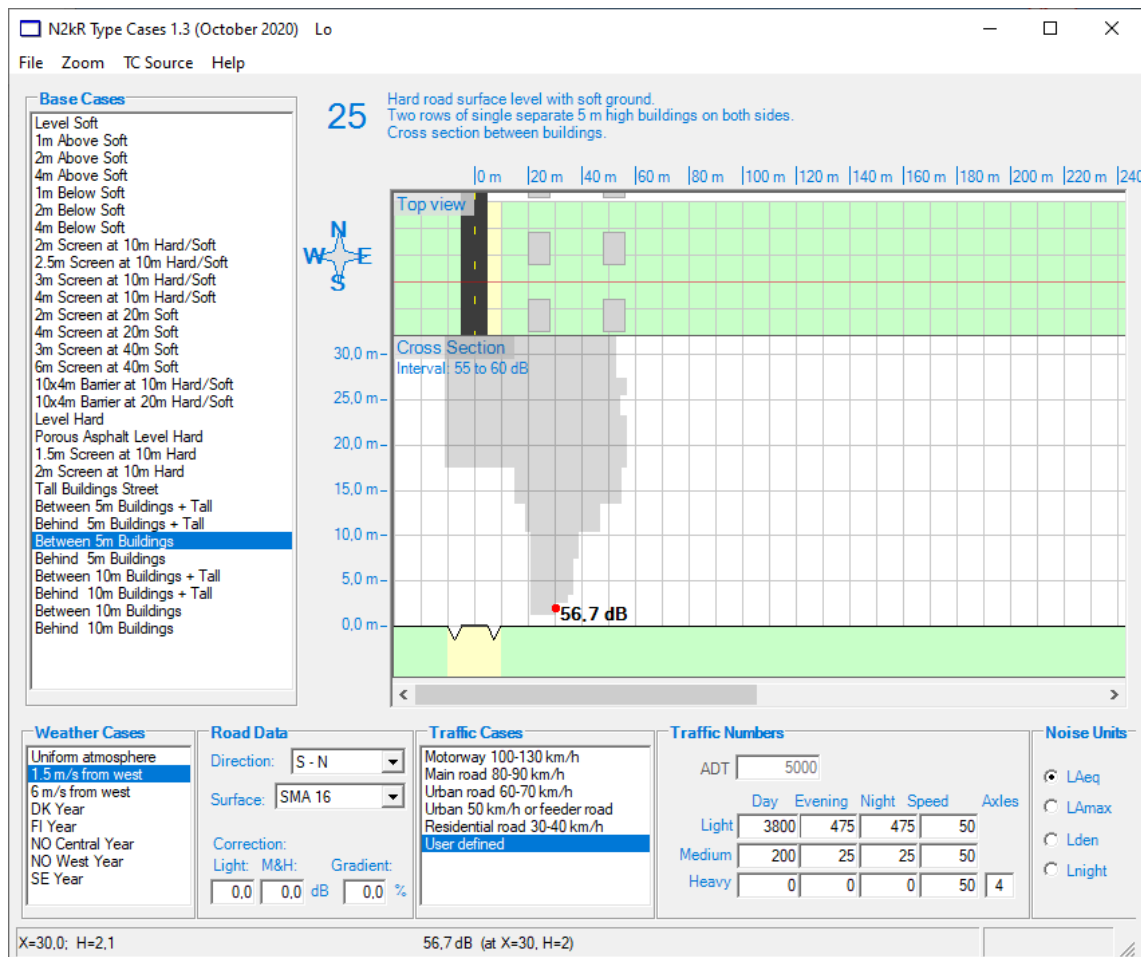 N2kR Type Cases 1.3 (October 2020) Lo
File Zoom TC Source Help
Base Cases
Level Soft
1m Above Soft
2m Above Soft
4m Above Soft
1m Below Soft
2m Below Soft
4m Below Soft
2m Screen at 10m Hard/Soft
2.5m Screen at 10m Hard/Soft
3m Screen at 10m Hard/Soft
4m Screen at 10m Hard/Soft
2m Screen at 20m Soft
4m Screen at 20m Soft
3m Screen at 40m Soft
6m Screen at 40m Soft
10x4m Barrier at 10m Hard/Soft
10x4m Barrier at 20m Hard/Soft
Level Hard
Porous Asphalt Level Hard
1.5m Screen at 10m Hard
2m Screen at 10m Hard
Tall Buildings Street
Between 5m Buildings + Tall
Behind 5m Buildings + Tall
Between 5m Buildings
Behind 5m Buildings
Between 10m Buildings + Tall
Behind 10m Buildings + Tall
Between 10m Buildings
Behind 10m Buildings
25
Hard road surface level with soft ground.
Two rows of single separate 5 m high buildings on both sides.
Cross section between buildings.
0 m 20 m 40 m 60 m 80 m 100 m 120 m 140 m 160 m 180 m 200 m 220 m 240
N
W E
S
Top view
Cross Section
Interval: 55 to 60 dB
30,0 m
25,0 m
20,0 m
15,0 m
10,0 m
5,0 m
0,0 m
56,7 dB
Weather Cases
Uniform atmosphere
1.5 m/s from west
6 m/s from west
DK Year
FI Year
NO Central Year
NO West Year
SE Year
Road Data
Direction: S - N
Surface: SMA 16
Correction:
Light: M&H: Gradient:
0,0 0,0 dB 0,0 %
Traffic Cases
Motorway 100-130 km/h
Main road 80-90 km/h
Urban road 60-70 km/h
Urban 50 km/h or feeder road
Residential road 30-40 km/h
User defined
Traffic Numbers
ADT 5000
Day Evening Night Speed Axles
Light 3800 475 475 50
Medium 200 25 25 50
Heavy 0 0 0 50 4
Noise Units
LAeq
LAmax
Lden
Lnight
X=30,0; H=2,1
56,7 dB (at X=30, H=2)